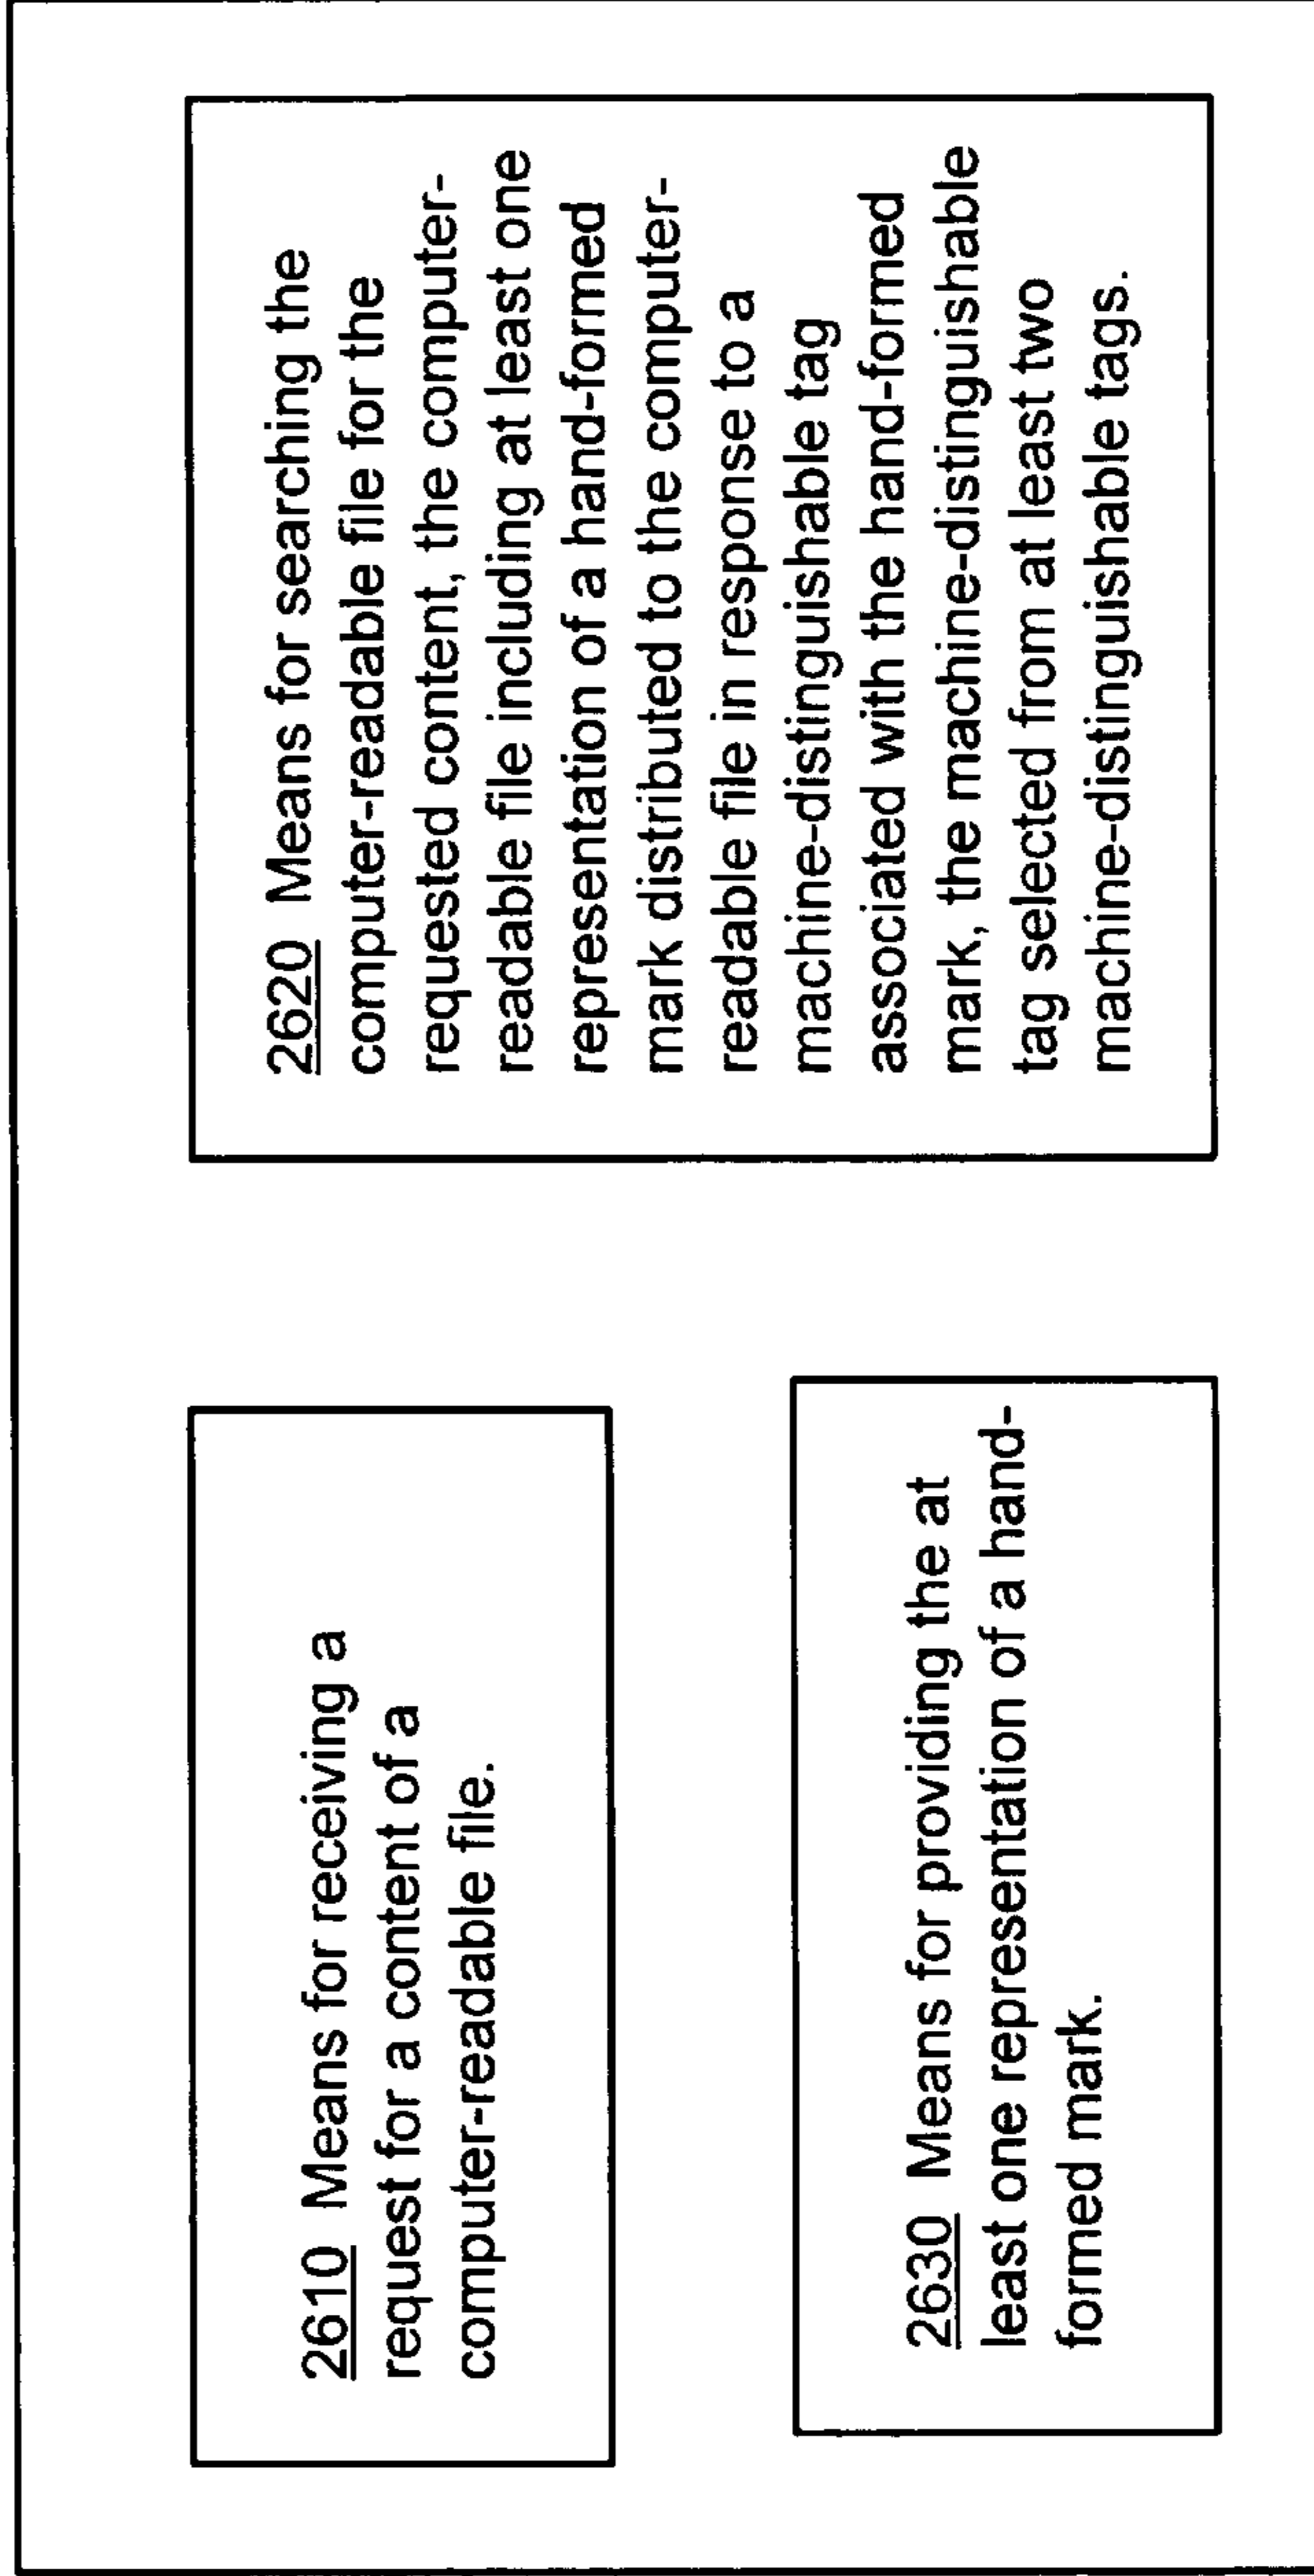 2610 Means for receiving a
request for a content of a
computer-readable file.
2620 Means for searching the
computer-readable file for the
requested content, the computer-
readable file including at least one
representation of a hand-formed
mark distributed to the computer-
readable file in response to a
machine-distinguishable tag
associated with the hand-formed
mark, the machine-distinguishable
tag selected from at least two
machine-distinguishable tags.
2630 Means for providing the at
least one representation of a hand-
formed mark.